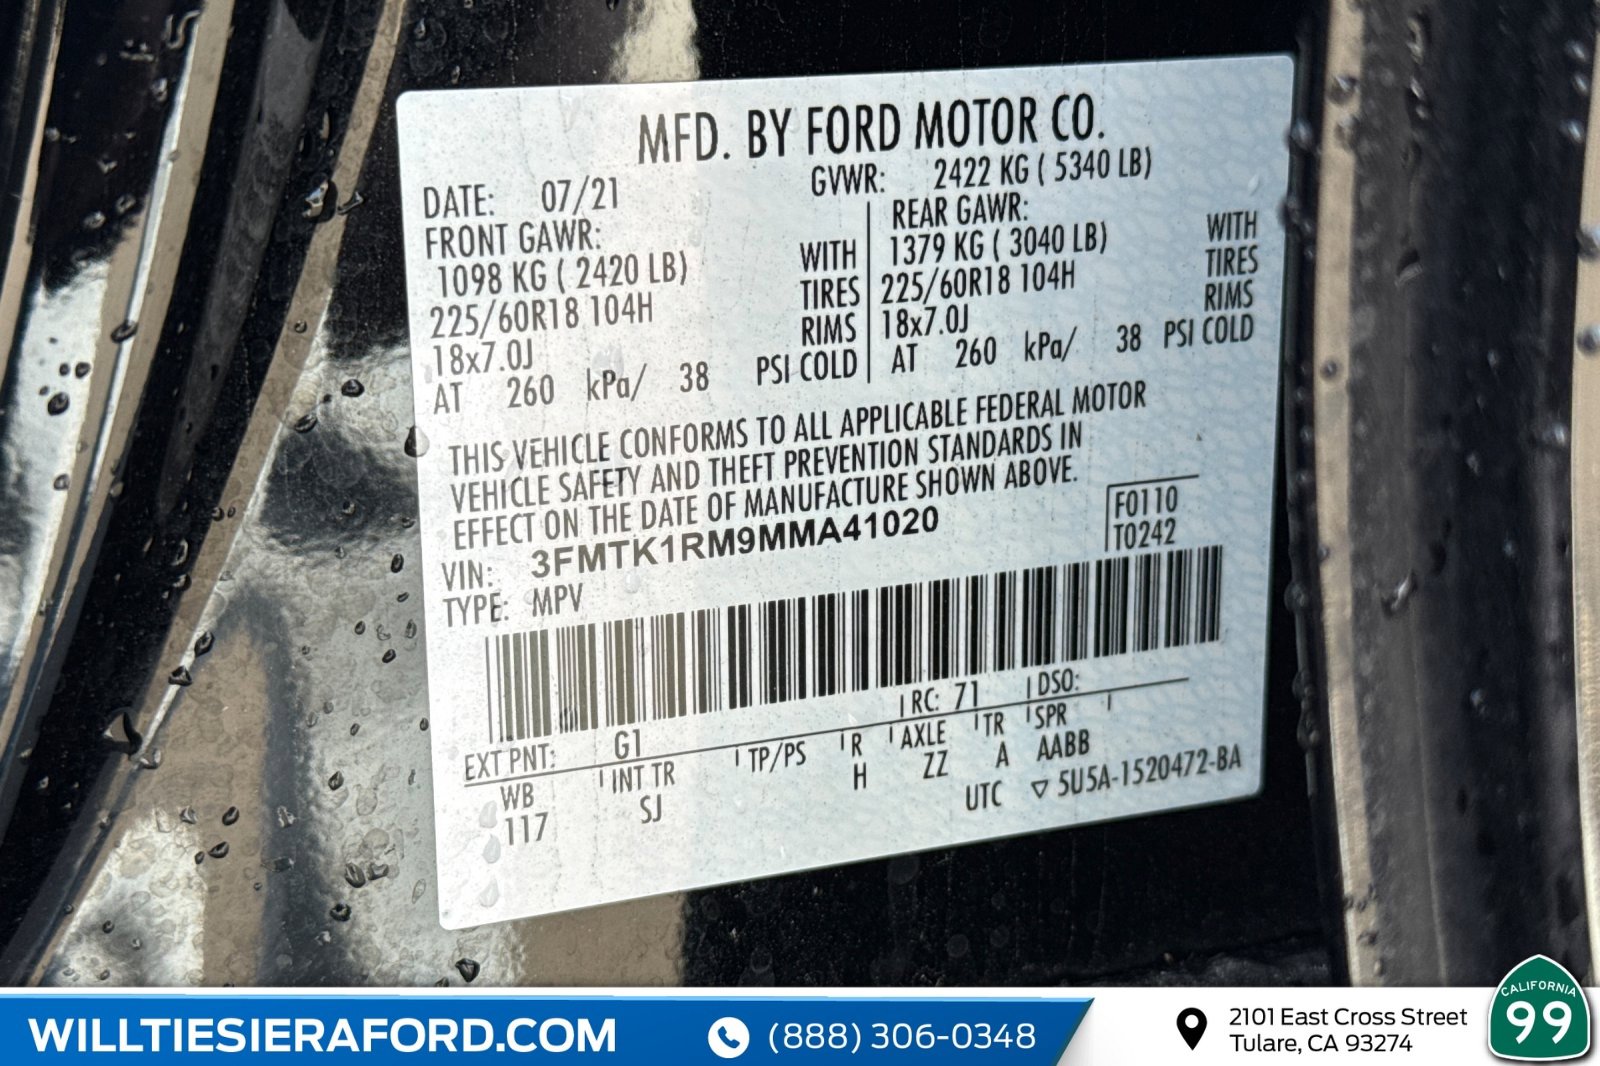 MFD. BY FORD MOTOR CO.
DATE: 07/21
GVWR: 2422 KG ( 5340 LB)
FRONT GAWR:
1098 KG ( 2420 LB) WITH
225/60R18 104H TIRES
18x7.0J RIMS
AT 260 kPa/ 38 PSI COLD
REAR GAWR:
1379 KG ( 3040 LB) WITH
225/60R18 104H TIRES
18x7.0J RIMS
AT 260 kPa/ 38 PSI COLD
THIS VEHICLE CONFORMS TO ALL APPLICABLE FEDERAL MOTOR
VEHICLE SAFETY AND THEFT PREVENTION STANDARDS IN
EFFECT ON THE DATE OF MANUFACTURE SHOWN ABOVE.
VIN: 3FMTK1RM9MMA41020
TYPE: MPV
F0110
T0242
EXT PNT: G1 RC: 71 DSO:
WB INT TR TP/PS R AXLE TR SPR
117 SJ H ZZ A AABB
UTC ▽ 5U5A-1520472-BA
WILLTIESIERAFORD.COM
(888) 306-0348
2101 East Cross Street
Tulare, CA 93274
CALIFORNIA
99